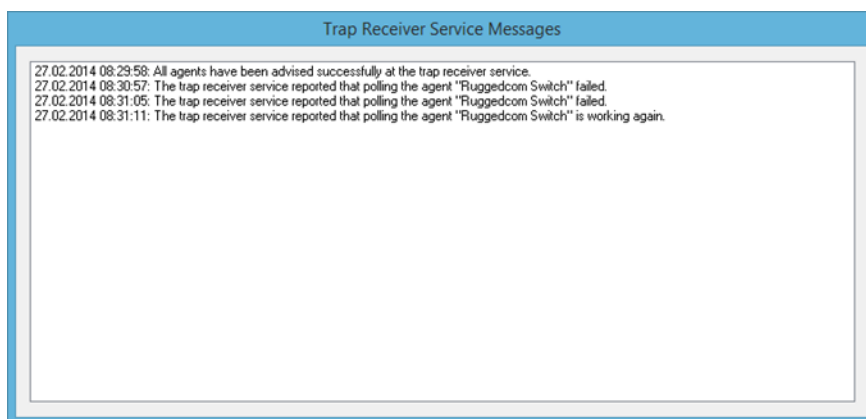 Trap Receiver Service Messages
27.02.2014 08:29:58: All agents have been advised successfully at the trap receiver service.
27.02.2014 08:30:57: The trap receiver service reported that polling the agent "Ruggedcom Switch" failed.
27.02.2014 08:31:05: The trap receiver service reported that polling the agent "Ruggedcom Switch" failed.
27.02.2014 08:31:11: The trap receiver service reported that polling the agent "Ruggedcom Switch" is working again.